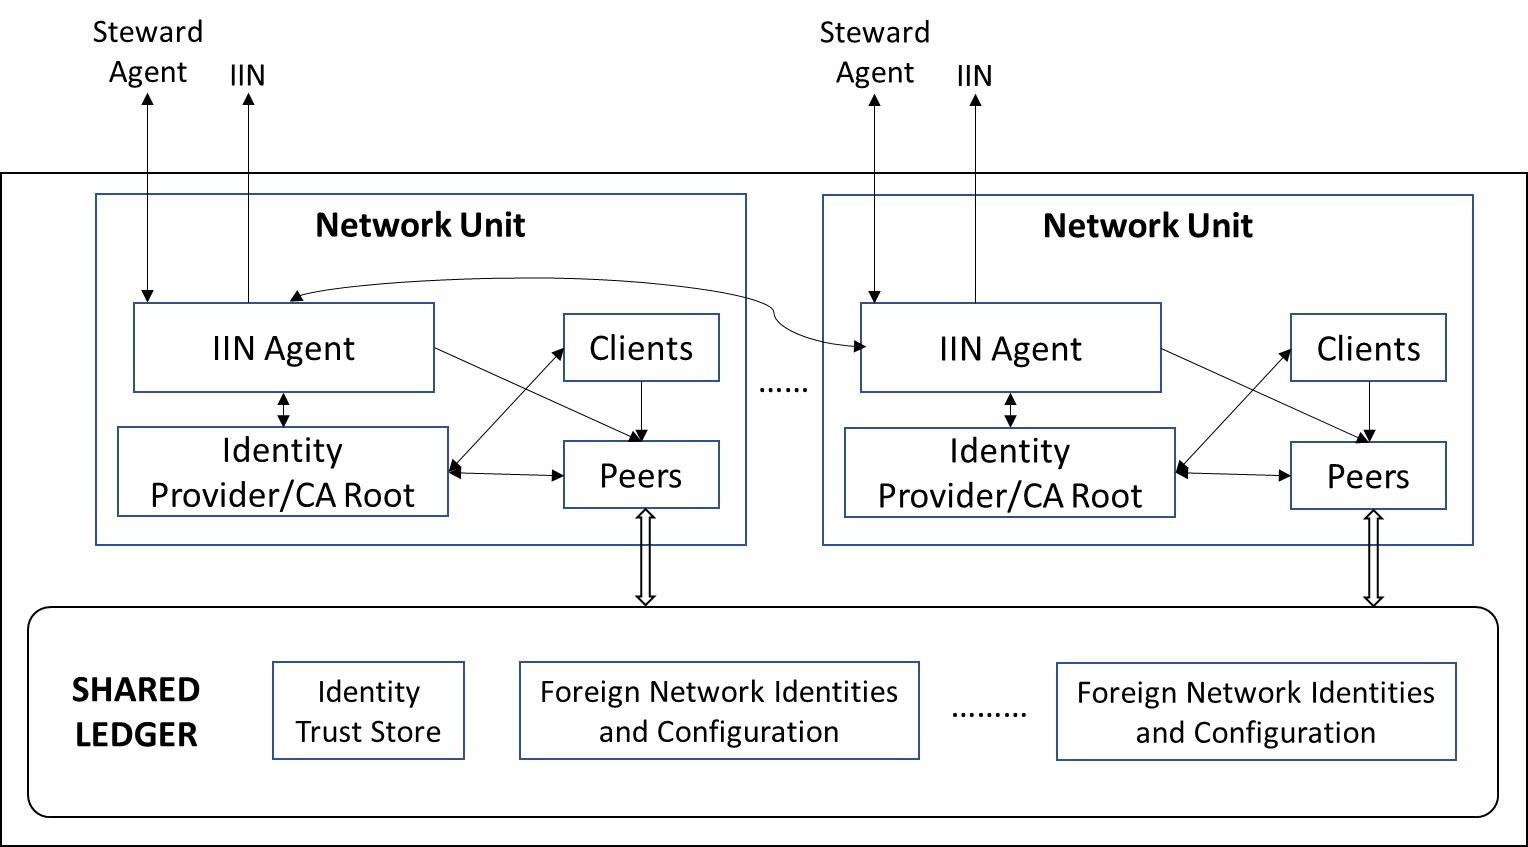 Steward
Agent
IIN
Steward
Agent
IIN
Network Unit
IIN Agent
Clients
Identity
Provider/CA Root
Peers
......
Network Unit
IIN Agent
Clients
Identity
Provider/CA Root
Peers
SHARED
LEDGER
Identity
Trust Store
Foreign Network Identities
and Configuration
.........
Foreign Network Identities
and Configuration